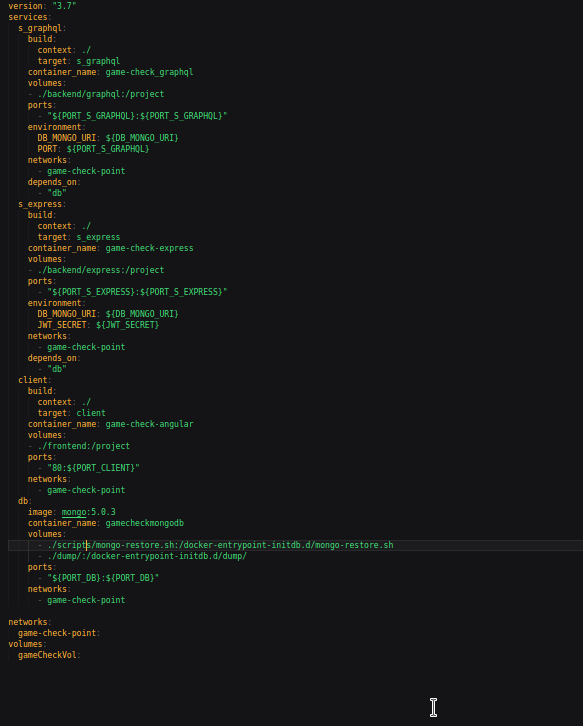 version: "3.7"
services:
  s_graphql:
    build:
      context: ./
      target: s_graphql
    container_name: game-check_graphql
    volumes:
    - ./backend/graphql:/project
    ports:
      - "${PORT_S_GRAPHQL}:${PORT_S_GRAPHQL}"
    environment:
      DB_MONGO_URI: ${DB_MONGO_URI}
      PORT: ${PORT_S_GRAPHQL}
    networks:
      - game-check-point
    depends_on:
      - "db"
  s_express:
    build:
      context: ./
      target: s_express
    container_name: game-check-express
    volumes:
    - ./backend/express:/project
    ports:
      - "${PORT_S_EXPRESS}:${PORT_S_EXPRESS}"
    environment:
      DB_MONGO_URI: ${DB_MONGO_URI}
      JWT_SECRET: ${JWT_SECRET}
    networks:
      - game-check-point
    depends_on:
      - "db"
  client:
    build:
      context: ./
      target: client
    container_name: game-check-angular
    volumes:
    - ./frontend:/project
    ports:
      - "80:${PORT_CLIENT}"
    networks:
      - game-check-point
  db:
    image: mongo:5.0.3
    container_name: gamecheckmongodb
    volumes:
      - ./scripts/mongo-restore.sh:/docker-entrypoint-initdb.d/mongo-restore.sh
      - ./dump/:/docker-entrypoint-initdb.d/dump/
    ports:
      - "${PORT_DB}:${PORT_DB}"
    networks:
      - game-check-point

networks:
  game-check-point:
volumes:
  gameCheckVol: